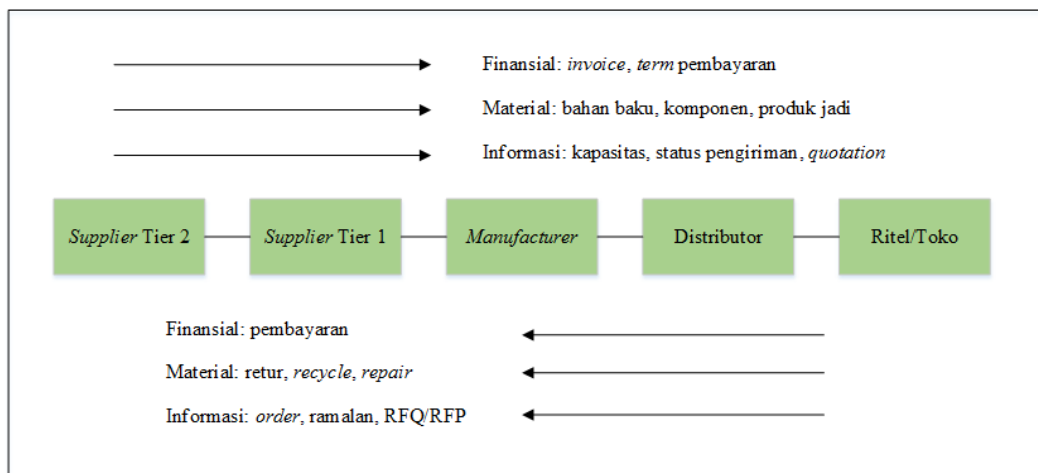 Finansial: invoice, term pembayaran
Material: bahan baku, komponen, produk jadi
Informasi: kapasitas, status pengiriman, quotation
Supplier Tier 2
Supplier Tier 1
Manufacturer
Distributor
Ritel/Toko
Finansial: pembayaran
Material: retur, recycle, repair
Informasi: order, ramalan, RFQ/RFP